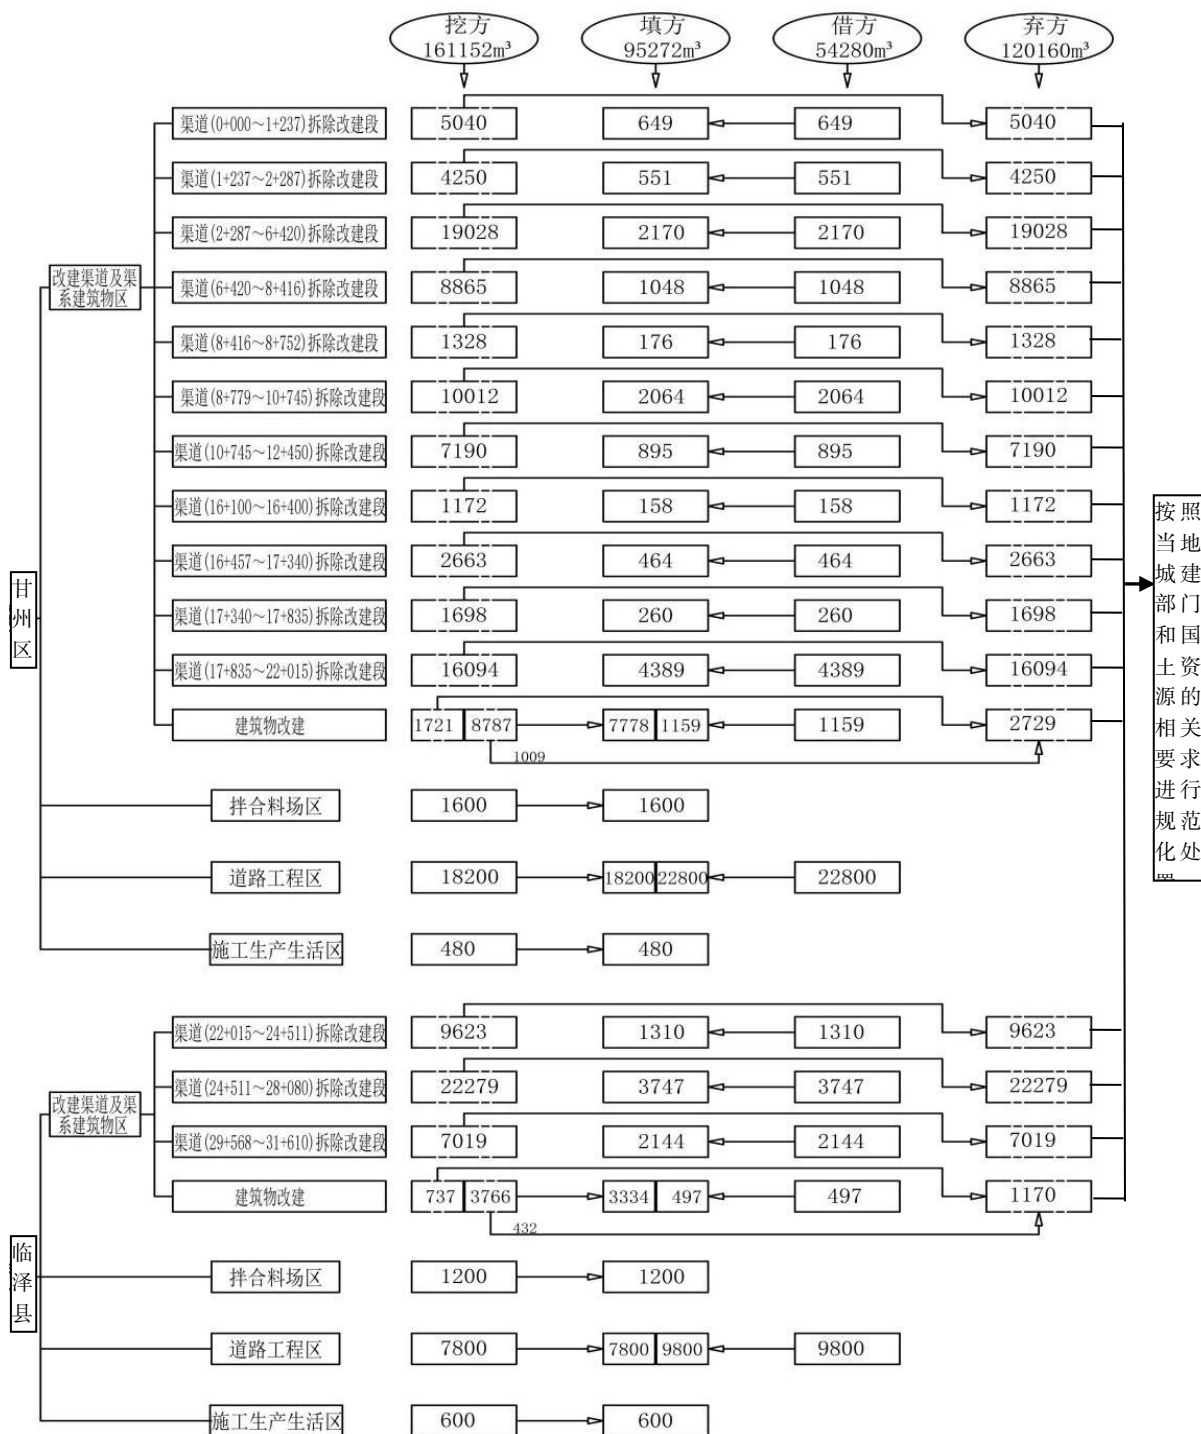 挖方
161152m³
填方
95272m³
借方
54280m³
弃方
120160m³
渠道(0+000～1+237)拆除改建段 5040 649 649 5040
渠道(1+237～2+287)拆除改建段 4250 551 551 4250
渠道(2+287～6+420)拆除改建段 19028 2170 2170 19028
改建渠道及渠
系建筑物区
渠道(6+420～8+416)拆除改建段 8865 1048 1048 8865
渠道(8+416～8+752)拆除改建段 1328 176 176 1328
渠道(8+779～10+745)拆除改建段 10012 2064 2064 10012
渠道(10+745～12+450)拆除改建段 7190 895 895 7190
渠道(16+100～16+400)拆除改建段 1172 158 158 1172
渠道(16+457～17+340)拆除改建段 2663 464 464 2663
甘
州
区
渠道(17+340～17+835)拆除改建段 1698 260 260 1698
渠道(17+835～22+015)拆除改建段 16094 4389 4389 16094
建筑物改建 1721 8787 7778 1159 1159 2729
1009
拌合料场区 1600 1600
道路工程区 18200 18200 22800 22800
施工生产生活区 480 480
按照
当地
城建
部门
和国
土资
源的
相关
要求
进行
规范
化处
渠道(22+015～24+511)拆除改建段 9623 1310 1310 9623
渠道(24+511～28+080)拆除改建段 22279 3747 3747 22279
改建渠道及渠
系建筑物区
渠道(29+568～31+610)拆除改建段 7019 2144 2144 7019
建筑物改建 737 3766 3334 497 497 1170
432
临
泽
县
拌合料场区 1200 1200
道路工程区 7800 7800 9800 9800
施工生产生活区 600 600